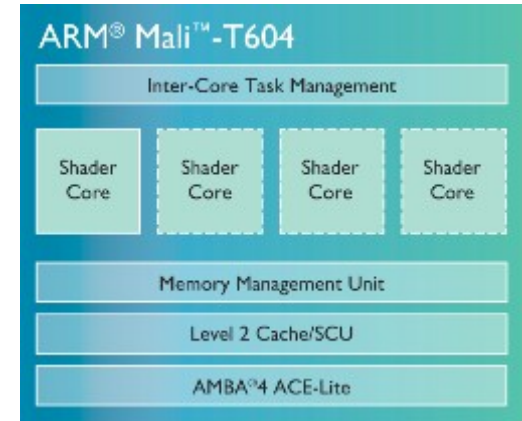 ARM® Mali™-T604
Inter-Core Task Management
Shader Core
Shader Core
Shader Core
Shader Core
Memory Management Unit
Level 2 Cache/SCU
AMBA®4 ACE-Lite